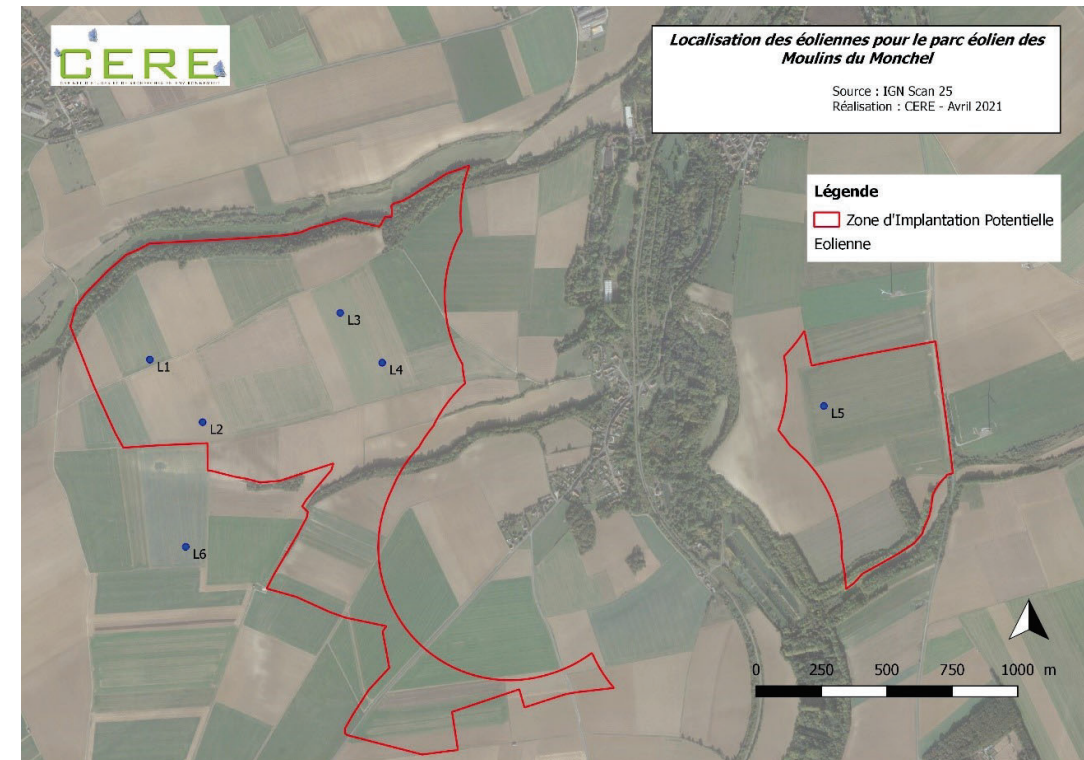 CERE
Localisation des éoliennes pour le parc éolien des
Moulins du Monchel
Source : IGN Scan 25
Réalisation : CERE - Avril 2021
Légende
Zone d'Implantation Potentielle
Eolienne
L3
L1
L4
L5
L2
L6
0 250 500 750 1000 m